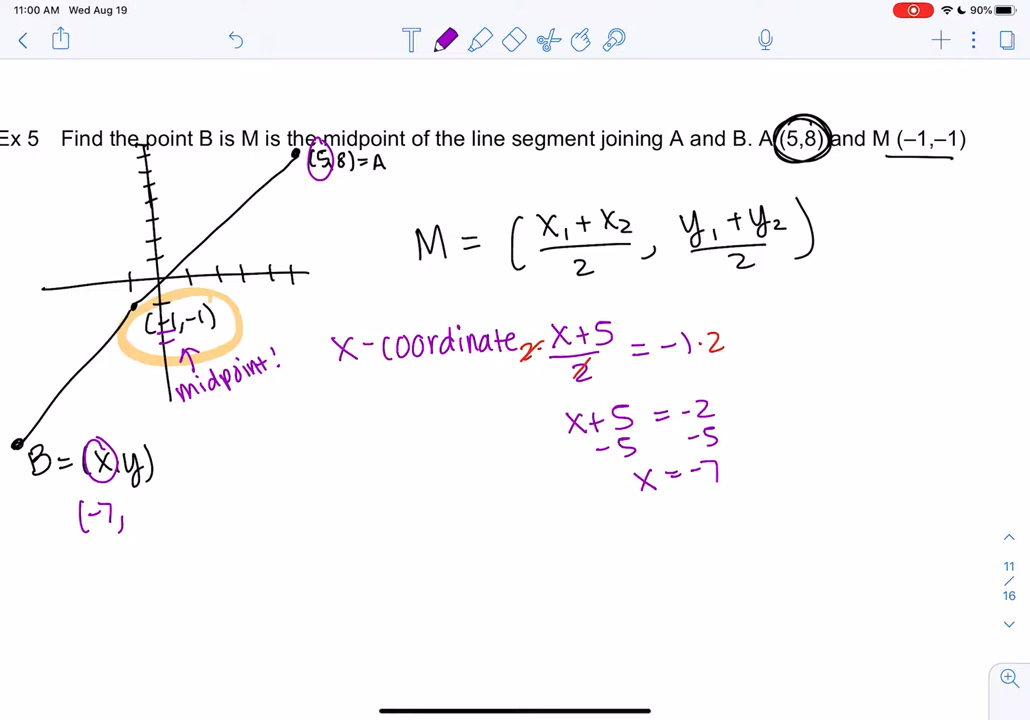 11:00 AM Wed Aug 19
90%
Ex 5 Find the point B is M is the midpoint of the line segment joining A and B. A (5,8) and M (–1,–1)
(5,8) = A
M = ( x₁ + x₂ / 2 , y₁ + y₂ / 2 )
(-1,-1)
midpoint!
x-coordinate 2· x+5 / 2 = -1·2
x+5 = -2
-5 -5
x = -7
B = (x,y)
(-7,
11
/
16